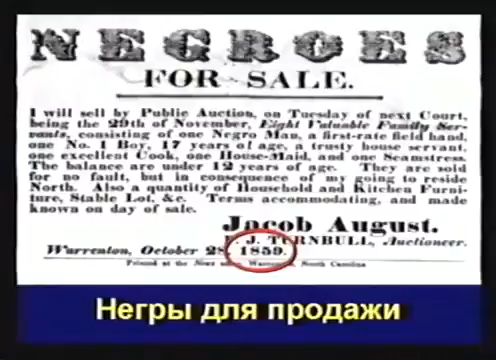 NEGROES
FOR SALE.
I will sell by Public Auction, on Tuesday of next Court,
being the 29th of November, Eight Valuable Family Ser-
vants, consisting of one Negro Man, a first-rate field hand,
one No. 1 Boy, 17 years of age, a trusty house servant,
one excellent Cook, one House-Maid, and one Seamstress.
The balance are under 12 years of age. They are sold
for no fault, but in consequence of my going to reside
North. Also a quantity of Household and Kitchen Furni-
ture, Stable Lot, &c. Terms accommodating, and made
known on day of sale.
Jacob August.
P. J. TURNBULL, Auctioneer.
Warrenton, October 28, 1859.
Printed at the News office, Warrenton, North Carolina
Негры для продажи